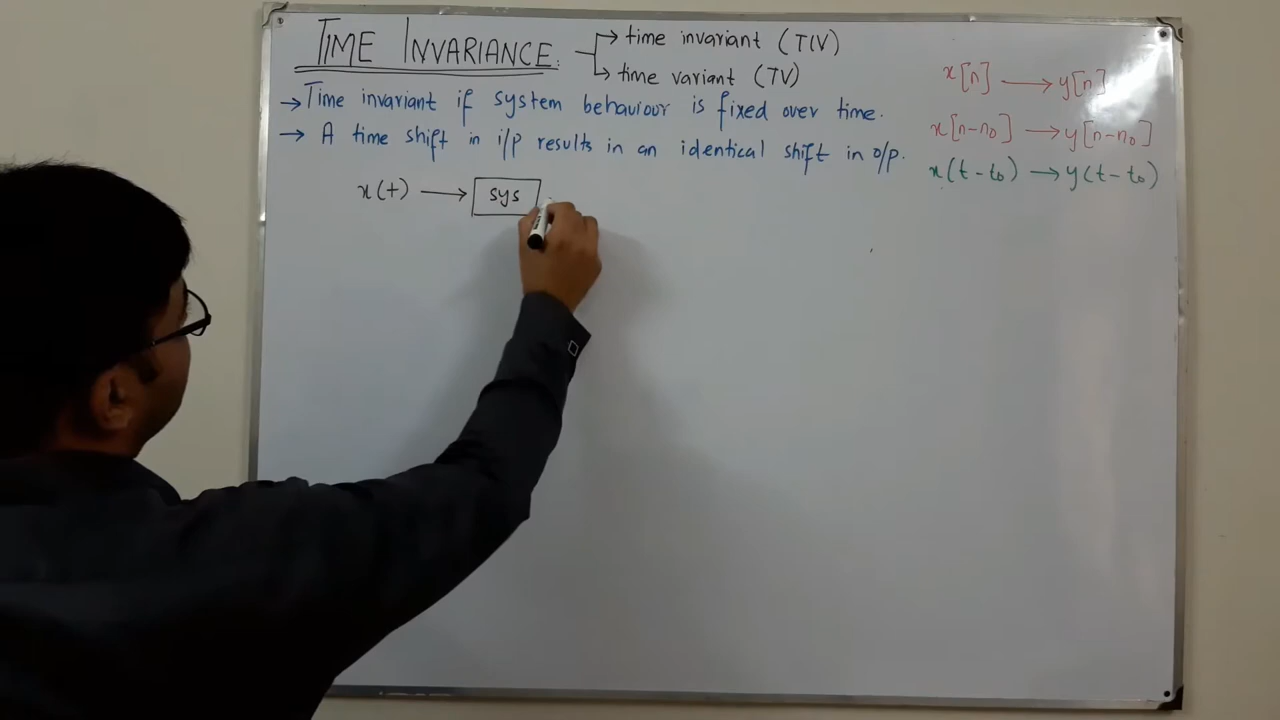 TIME INVARIANCE. → time invariant (TIV)
→ time variant (TV)
x[n] → y[n]
→ Time invariant if system behaviour is fixed over time.
x[n-n₀] → y[n-n₀]
→ A time shift in i/p results in an identical shift in o/p.
x(t-t₀) → y(t-t₀)
x(t) → sys